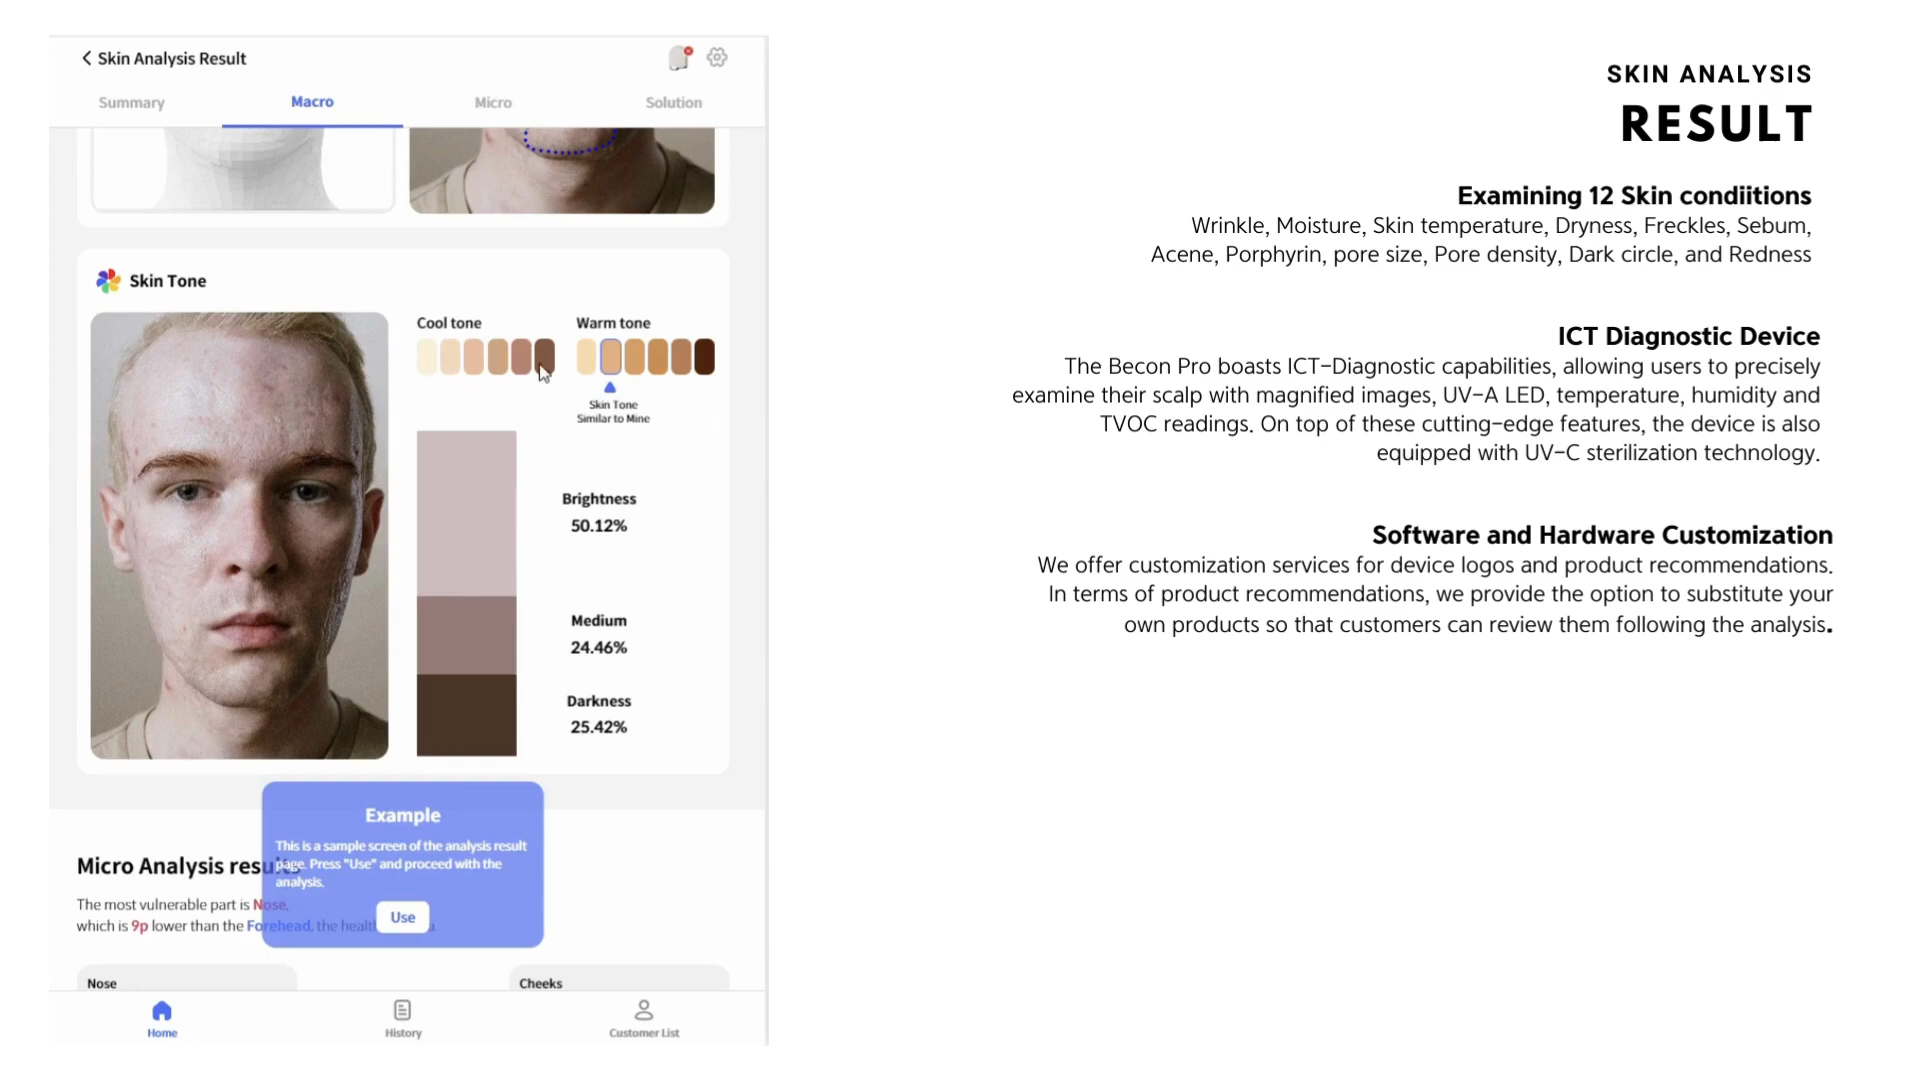 Skin Analysis Result
Summary
Macro
Micro
Solution
Skin Tone
Cool tone
Warm tone
Skin Tone
Similar to Mine
Brightness
50.12%
Medium
24.46%
Darkness
25.42%
Example
This is a sample screen of the analysis result
page. Press "Use" and proceed with the
analysis.
Use
Micro Analysis results
The most vulnerable part is Nose,
which is 9p lower than the Forehead, the
Nose
Cheeks
Home
History
Customer List
SKIN ANALYSIS
RESULT
Examining 12 Skin condiitions
Wrinkle, Moisture, Skin temperature, Dryness, Freckles, Sebum,
Acene, Porphyrin, pore size, Pore density, Dark circle, and Redness
ICT Diagnostic Device
The Becon Pro boasts ICT-Diagnostic capabilities, allowing users to precisely
examine their scalp with magnified images, UV-A LED, temperature, humidity and
TVOC readings. On top of these cutting-edge features, the device is also
equipped with UV-C sterilization technology.
Software and Hardware Customization
We offer customization services for device logos and product recommendations.
In terms of product recommendations, we provide the option to substitute your
own products so that customers can review them following the analysis.